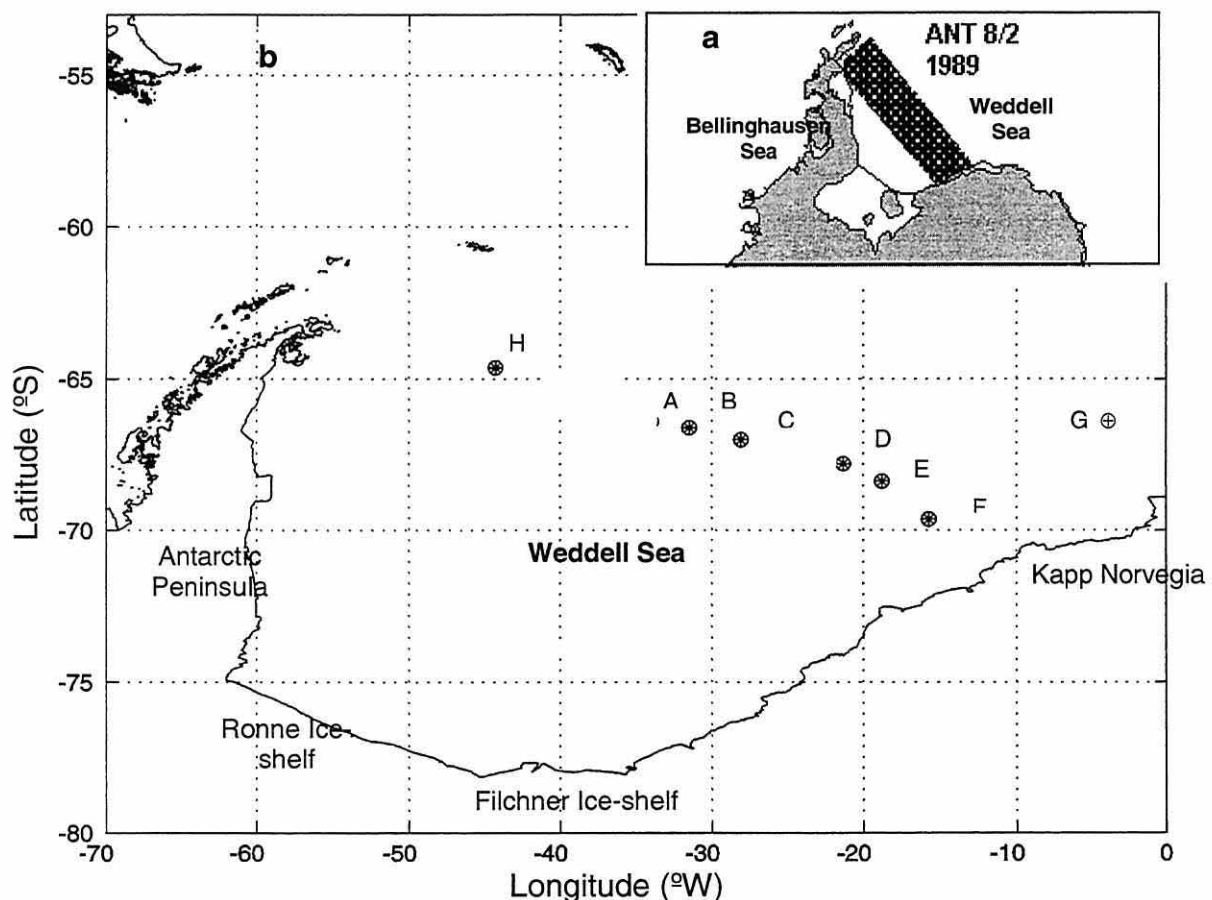 b
a
ANT 8/2
1989
Weddell
Sea
Bellinghausen
Sea
-55
-60
-65
-70
-75
-80
Latitude (ºS)
H
A
B
C
D
E
F
G
Antarctic
Peninsula
Weddell Sea
Kapp Norvegia
Ronne Ice-
shelf
Filchner Ice-shelf
-70
-60
-50
-40
-30
-20
-10
0
Longitude (ºW)